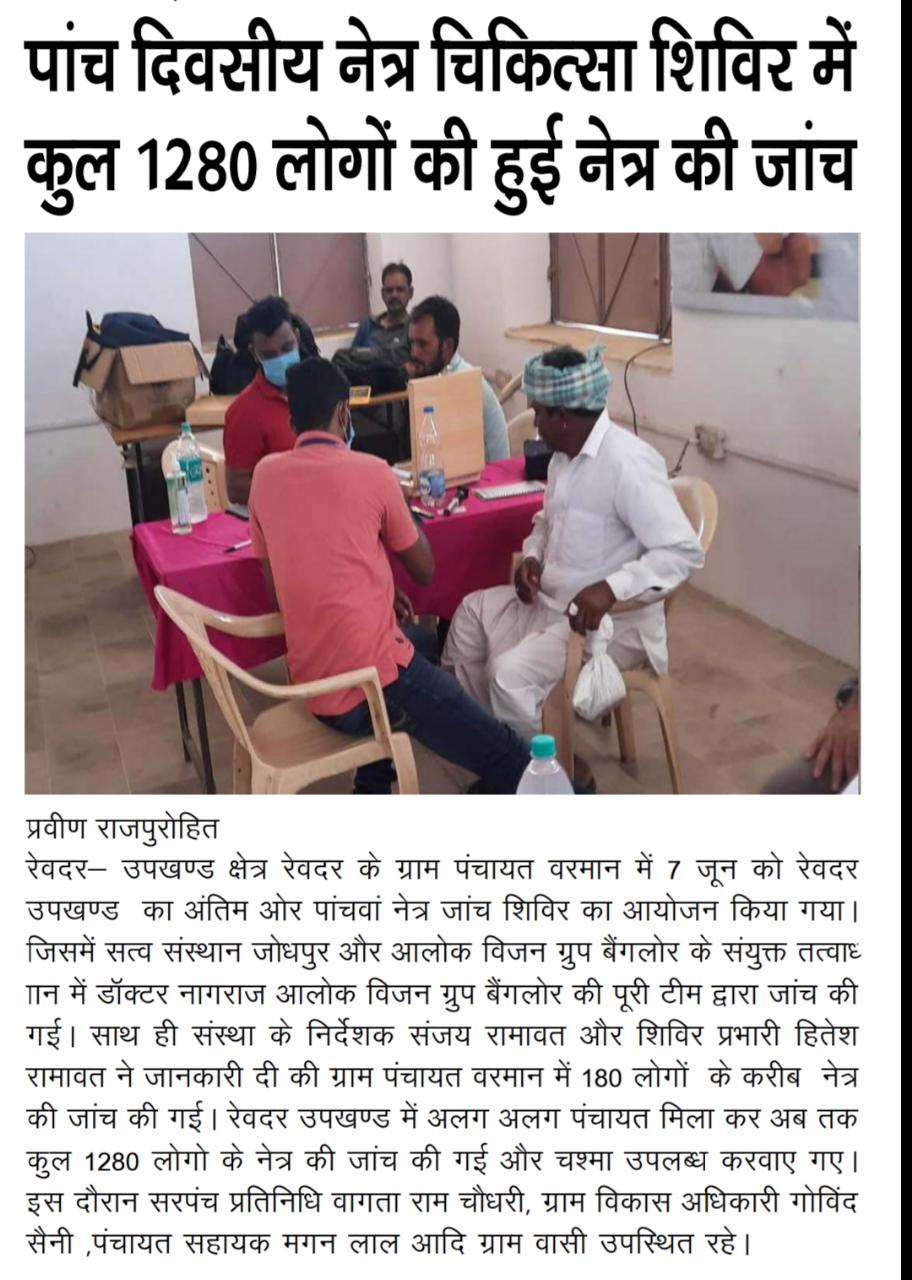 पांच दिवसीय नेत्र चिकित्सा शिविर में
कुल 1280 लोगों की हुई नेत्र की जांच
प्रवीण राजपुरोहित
रेवदर– उपखण्ड क्षेत्र रेवदर के ग्राम पंचायत वरमान में 7 जून को रेवदर
उपखण्ड का अंतिम ओर पांचवां नेत्र जांच शिविर का आयोजन किया गया।
जिसमें सत्व संस्थान जोधपुर और आलोक विजन ग्रुप बैंगलोर के संयुक्त तत्वाध
ान में डॉक्टर नागराज आलोक विजन ग्रुप बैंगलोर की पूरी टीम द्वारा जांच की
गई। साथ ही संस्था के निर्देशक संजय रामावत और शिविर प्रभारी हितेश
रामावत ने जानकारी दी की ग्राम पंचायत वरमान में 180 लोगों के करीब नेत्र
की जांच की गई। रेवदर उपखण्ड में अलग अलग पंचायत मिला कर अब तक
कुल 1280 लोगो के नेत्र की जांच की गई और चश्मा उपलब्ध करवाए गए।
इस दौरान सरपंच प्रतिनिधि वागता राम चौधरी, ग्राम विकास अधिकारी गोविंद
सैनी ,पंचायत सहायक मगन लाल आदि ग्राम वासी उपस्थित रहे।